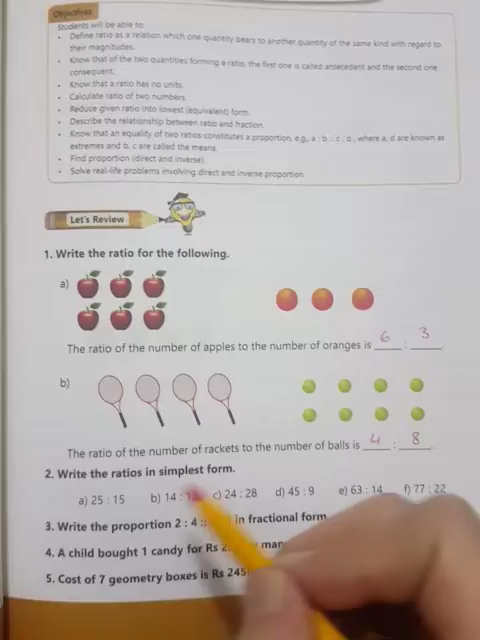 Objectives
Students will be able to:
• Define ratio as a relation which one quantity bears to another quantity of the same kind with regard to
their magnitudes.
• Know that of the two quantities forming a ratio, the first one is called antecedent and the second one
consequent.
• Know that a ratio has no units.
• Calculate ratio of two numbers.
• Reduce given ratio into lowest (equivalent) form.
• Describe the relationship between ratio and fraction.
• Know that an equality of two ratios constitutes a proportion, e.g., a : b :: c : d, where a, d are known as
extremes and b, c are called the means.
• Find proportion (direct and inverse)
• Solve real-life problems involving direct and inverse proportion
Let's Review
1. Write the ratio for the following.
a)
The ratio of the number of apples to the number of oranges is 6 : 3
b)
The ratio of the number of rackets to the number of balls is 4 : 8
2. Write the ratios in simplest form.
a) 25 : 15 b) 14 : c) 24 : 28 d) 45 : 9 e) 63 : 14 f) 77 : 22
3. Write the proportion 2 : 4 :: in fractional form
4. A child bought 1 candy for Rs
5. Cost of 7 geometry boxes is Rs 245